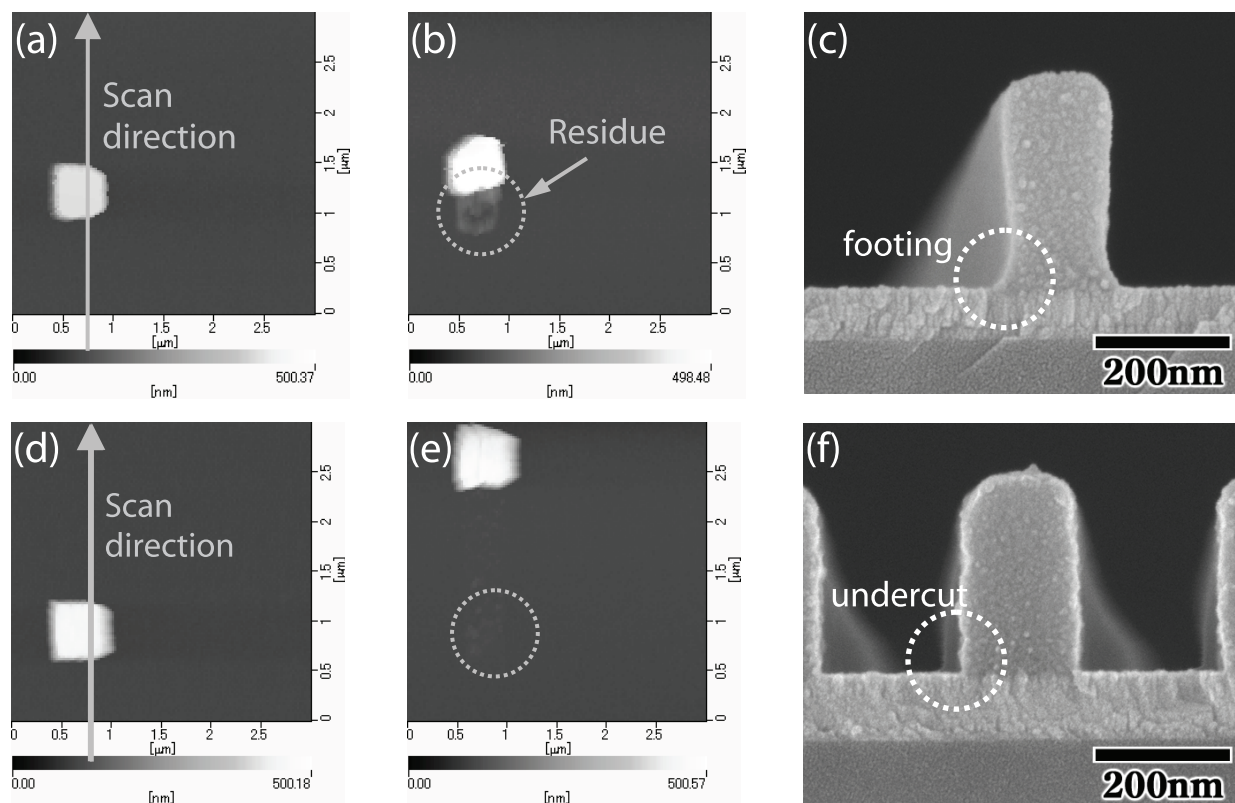 (a)
Scan
direction
2.5
2
1.5
[µm]
1
0.5
0
0
0.5
1
1.5
2
2.5
[µm]
0.00
500.37
[nm]
(b)
Residue
2.5
2
1.5
[µm]
1
0.5
0
0
0.5
1
1.5
2
2.5
[µm]
0.00
498.48
[nm]
(c)
footing
200nm
(d)
Scan
direction
2.5
2
1.5
[µm]
1
0.5
0
0
0.5
1
1.5
2
2.5
[µm]
0.00
500.18
[nm]
(e)
2.5
2
1.5
[µm]
1
0.5
0
0
0.5
1
1.5
2
2.5
[µm]
0.00
500.57
[nm]
(f)
undercut
200nm